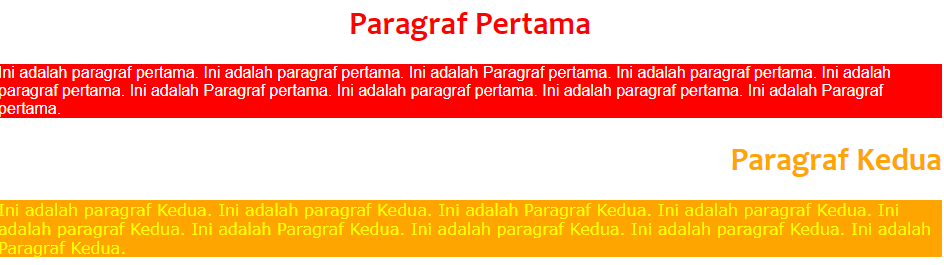 Paragraf Pertama
Ini adalah paragraf pertama. Ini adalah paragraf pertama. Ini adalah Paragraf pertama. Ini adalah paragraf pertama. Ini adalah
paragraf pertama. Ini adalah Paragraf pertama. Ini adalah paragraf pertama. Ini adalah paragraf pertama. Ini adalah Paragraf
pertama.
Paragraf Kedua
Ini adalah paragraf Kedua. Ini adalah paragraf Kedua. Ini adalah Paragraf Kedua. Ini adalah paragraf Kedua. Ini
adalah paragraf Kedua. Ini adalah Paragraf Kedua. Ini adalah paragraf Kedua. Ini adalah paragraf Kedua. Ini adalah
Paragraf Kedua.